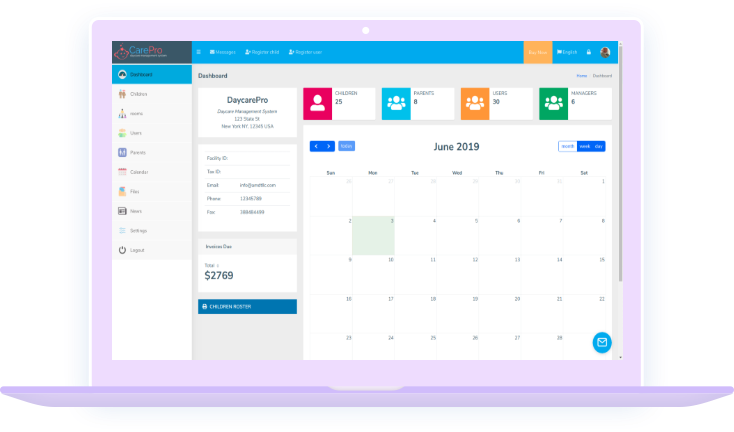 CarePro
daycare management system
Messages
Register child
Register user
Buy Now
English
Dashboard
Children
Rooms
Users
Parents
Calendar
Files
News
Settings
Logout
Dashboard
Home Dashboard
DaycarePro
Daycare Management System
123 State St
New York NY, 12345 USA
CHILDREN
25
PARENTS
8
USERS
30
MANAGERS
6
Facility ID:
Tax ID:
Email info@amdtllc.com
Phone 12345788
Fax:
Invoices Due
Total:
$2769
CHILDREN ROSTER
today
June 2019
month week day
Sun Mon Tue Wed Thu Fri Sat
26 27 28 29 30 31 1
2 3 4 5 6 7 8
9 10 11 12 13 14 15
16 17 18 19 20 21 22
23 24 25 26 27 28